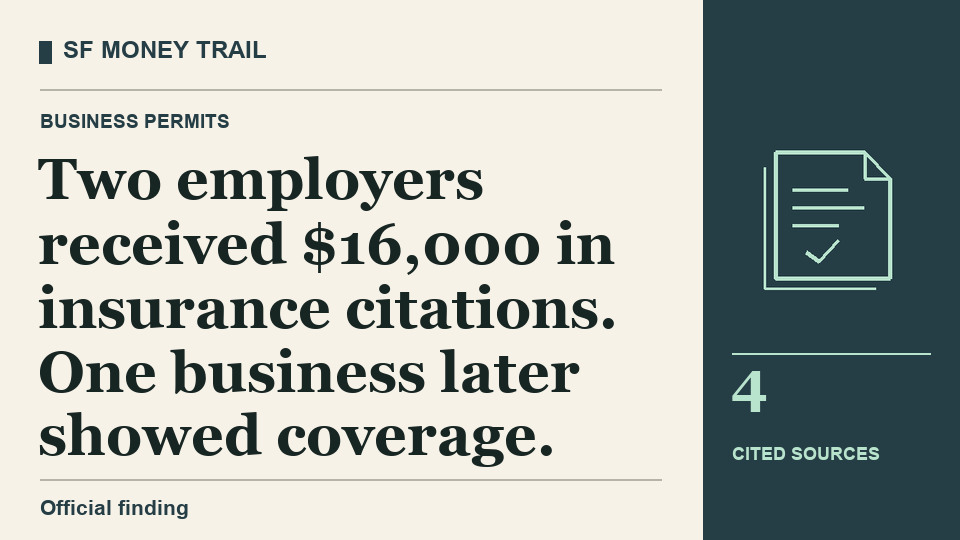 SF MONEY TRAIL
BUSINESS PERMITS
Two employers
received $16,000 in
insurance citations.
One business later
showed coverage.
Official finding
4
CITED SOURCES